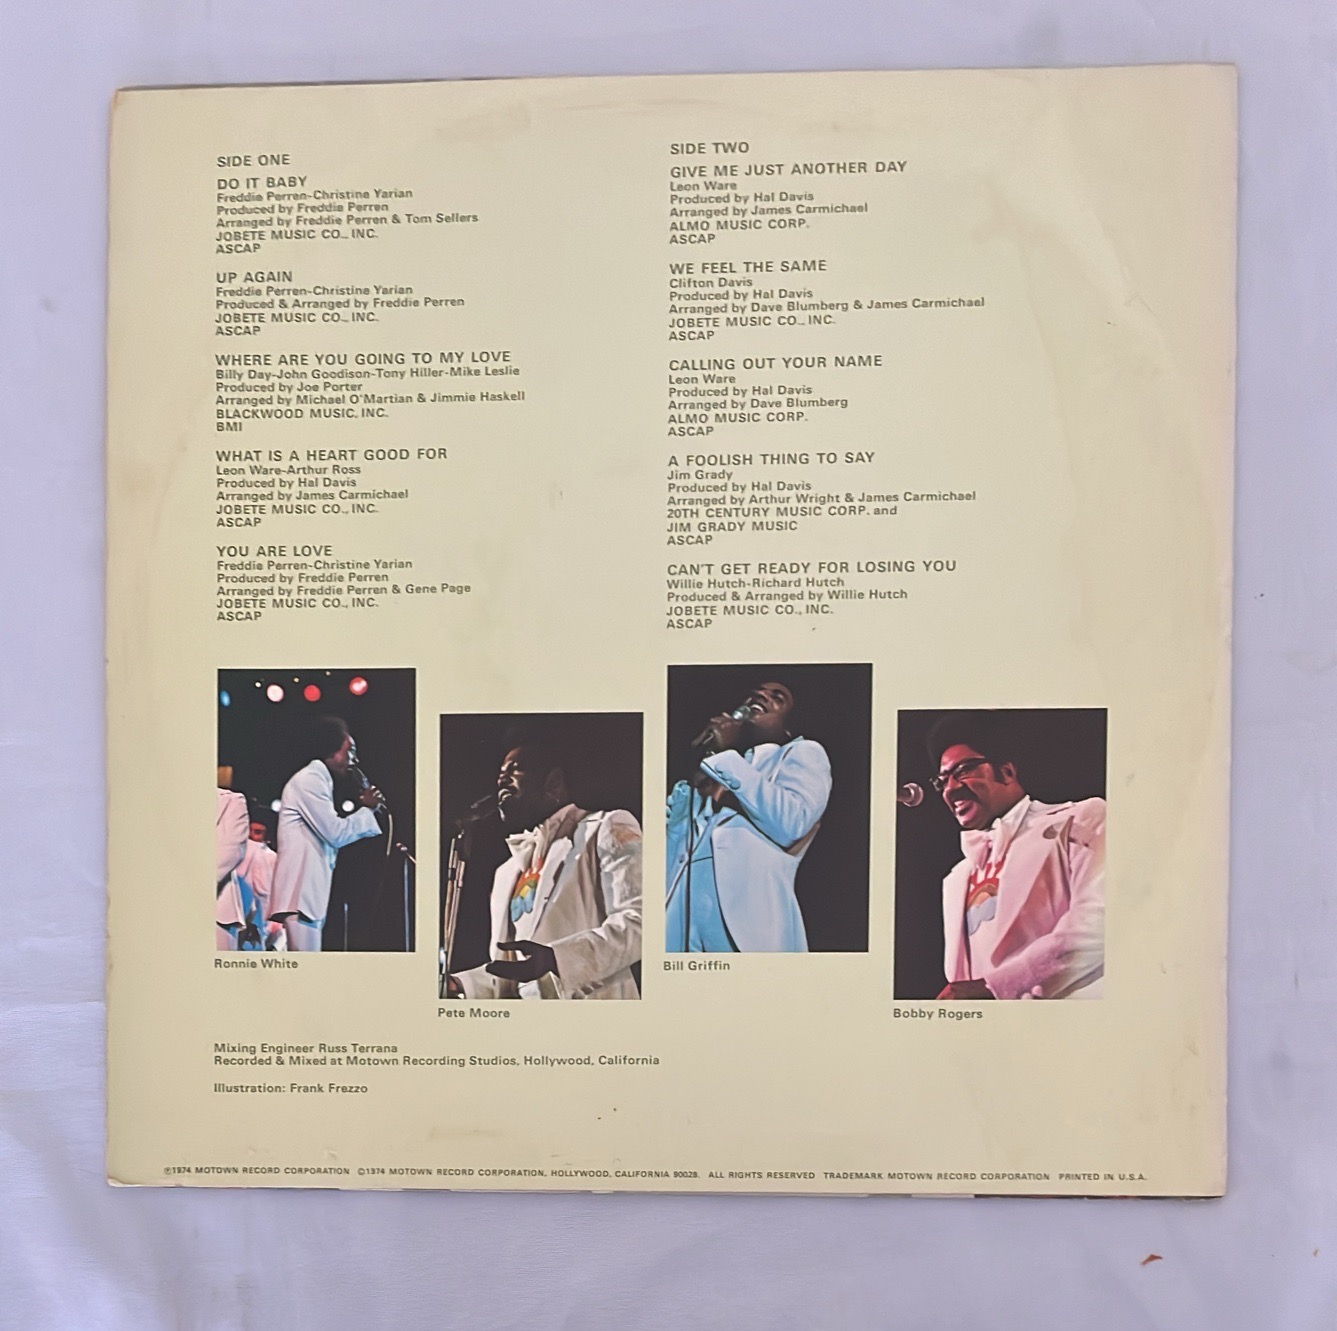 SIDE ONE
DO IT BABY
Freddie Perren-Christine Yarian
Produced by Freddie Perren
Arranged by Freddie Perren & Tom Sellers
JOBETE MUSIC CO., INC.
ASCAP
UP AGAIN
Freddie Perren-Christine Yarian
Produced & Arranged by Freddie Perren
JOBETE MUSIC CO., INC.
ASCAP
WHERE ARE YOU GOING TO MY LOVE
Billy Day-John Goodison-Tony Hiller-Mike Leslie
Produced by Joe Porter
Arranged by Michael O'Martian & Jimmie Haskell
BLACKWOOD MUSIC, INC.
BMI
WHAT IS A HEART GOOD FOR
Leon Ware-Arthur Ross
Produced by Hal Davis
Arranged by James Carmichael
JOBETE MUSIC CO., INC.
ASCAP
YOU ARE LOVE
Freddie Perren-Christine Yarian
Produced by Freddie Perren
Arranged by Freddie Perren & Gene Page
JOBETE MUSIC CO., INC.
ASCAP
SIDE TWO
GIVE ME JUST ANOTHER DAY
Leon Ware
Produced by Hal Davis
Arranged by James Carmichael
ALMO MUSIC CORP.
ASCAP
WE FEEL THE SAME
Clifton Davis
Produced by Hal Davis
Arranged by Dave Blumberg & James Carmichael
JOBETE MUSIC CO., INC.
ASCAP
CALLING OUT YOUR NAME
Leon Ware
Produced by Hal Davis
Arranged by Dave Blumberg
ALMO MUSIC CORP.
ASCAP
A FOOLISH THING TO SAY
Jim Grady
Produced by Hal Davis
Arranged by Arthur Wright & James Carmichael
20TH CENTURY MUSIC CORP. and
JIM GRADY MUSIC
ASCAP
CAN'T GET READY FOR LOSING YOU
Willie Hutch-Richard Hutch
Produced & Arranged by Willie Hutch
JOBETE MUSIC CO., INC.
ASCAP
Ronnie White
Pete Moore
Bill Griffin
Bobby Rogers
Mixing Engineer Russ Terrana
Recorded & Mixed at Motown Recording Studios, Hollywood, California
Illustration: Frank Frezzo
℗1974 MOTOWN RECORD CORPORATION ©1974 MOTOWN RECORD CORPORATION, HOLLYWOOD, CALIFORNIA 90028. ALL RIGHTS RESERVED TRADEMARK MOTOWN RECORD CORPORATION PRINTED IN U.S.A.